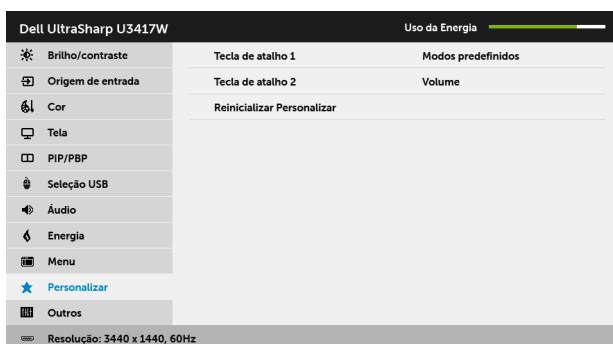 Dell UltraSharp U3417W Uso da Energia
Brilho/contraste Tecla de atalho 1 Modos predefinidos
Origem de entrada Tecla de atalho 2 Volume
Cor Reinicializar Personalizar
Tela
PIP/PBP
Seleção USB
Áudio
Energia
Menu
Personalizar
Outros
Resolução: 3440 x 1440, 60Hz